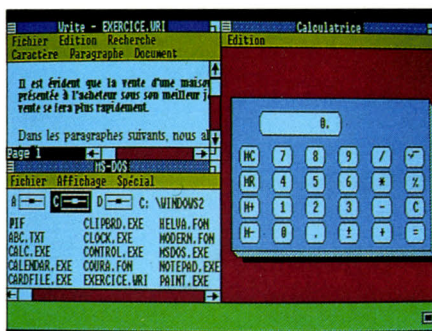 Write - EXERCICE.WRI
Fichier Edition Recherche
Caractère Paragraphe Document
Il est évident que la vente d'une maiso
présentée à l'acheteur sous son meilleur j
vente se fera plus rapidement.
Dans les paragraphes suivants, nous al
Page 1
MS-DOS
Fichier Affichage Spécial
A C D C: \WINDOWS2
PIF CLIPBRD.EXE HELVA.FON
ABC.TXT CLOCK.EXE MODERN.FON
CALC.EXE CONTROL.EXE MSDOS.EXE
CALENDAR.EXE COURA.FON NOTEPAD.EXE
CARDFILE.EXE EXERCICE.WRI PAINT.EXE
Calculatrice
Edition
0.
MC 7 8 9 / √
MR 4 5 6 * %
M+ 1 2 3 - C
M- 0 . ± + =